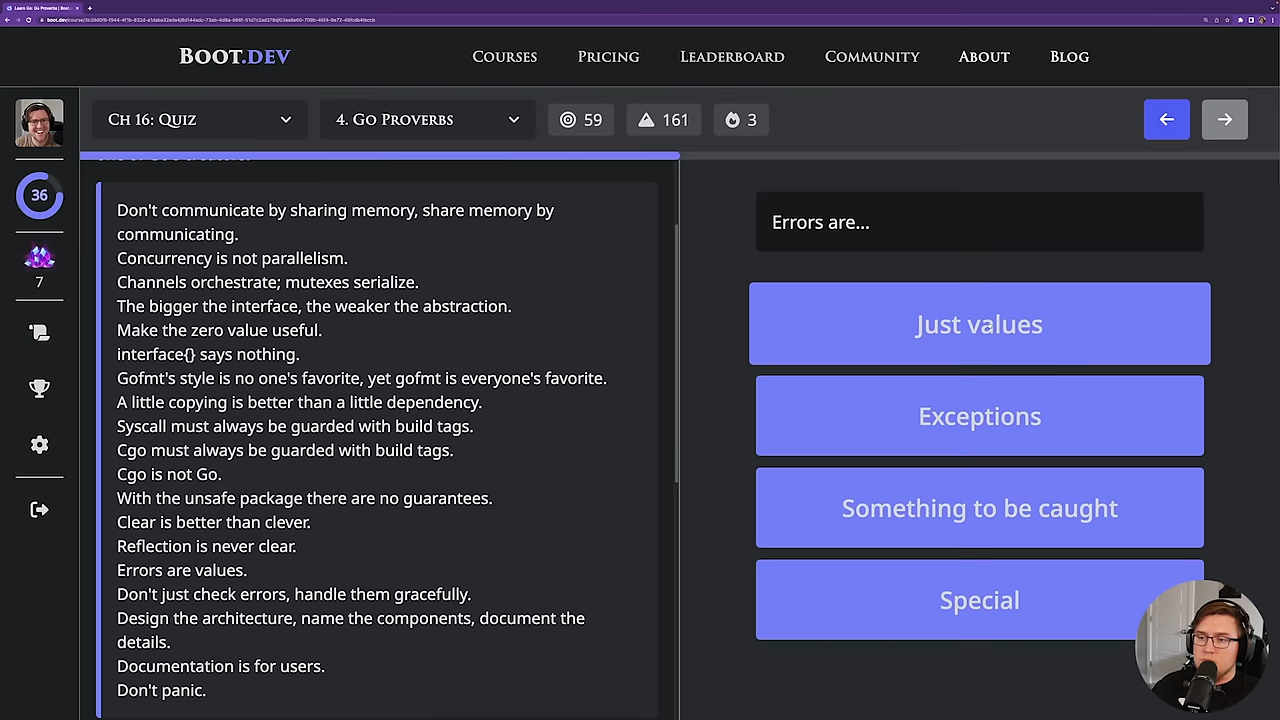 Learn Go: Go Proverbs | Boot.
BOOT.DEV
COURSES
PRICING
LEADERBOARD
COMMUNITY
ABOUT
BLOG
CH 16: QUIZ
4. GO PROVERBS
59
161
3
36
7
Don't communicate by sharing memory, share memory by
communicating.
Concurrency is not parallelism.
Channels orchestrate; mutexes serialize.
The bigger the interface, the weaker the abstraction.
Make the zero value useful.
interface{} says nothing.
Gofmt's style is no one's favorite, yet gofmt is everyone's favorite.
A little copying is better than a little dependency.
Syscall must always be guarded with build tags.
Cgo must always be guarded with build tags.
Cgo is not Go.
With the unsafe package there are no guarantees.
Clear is better than clever.
Reflection is never clear.
Errors are values.
Don't just check errors, handle them gracefully.
Design the architecture, name the components, document the
details.
Documentation is for users.
Don't panic.
Errors are...
Just values
Exceptions
Something to be caught
Special